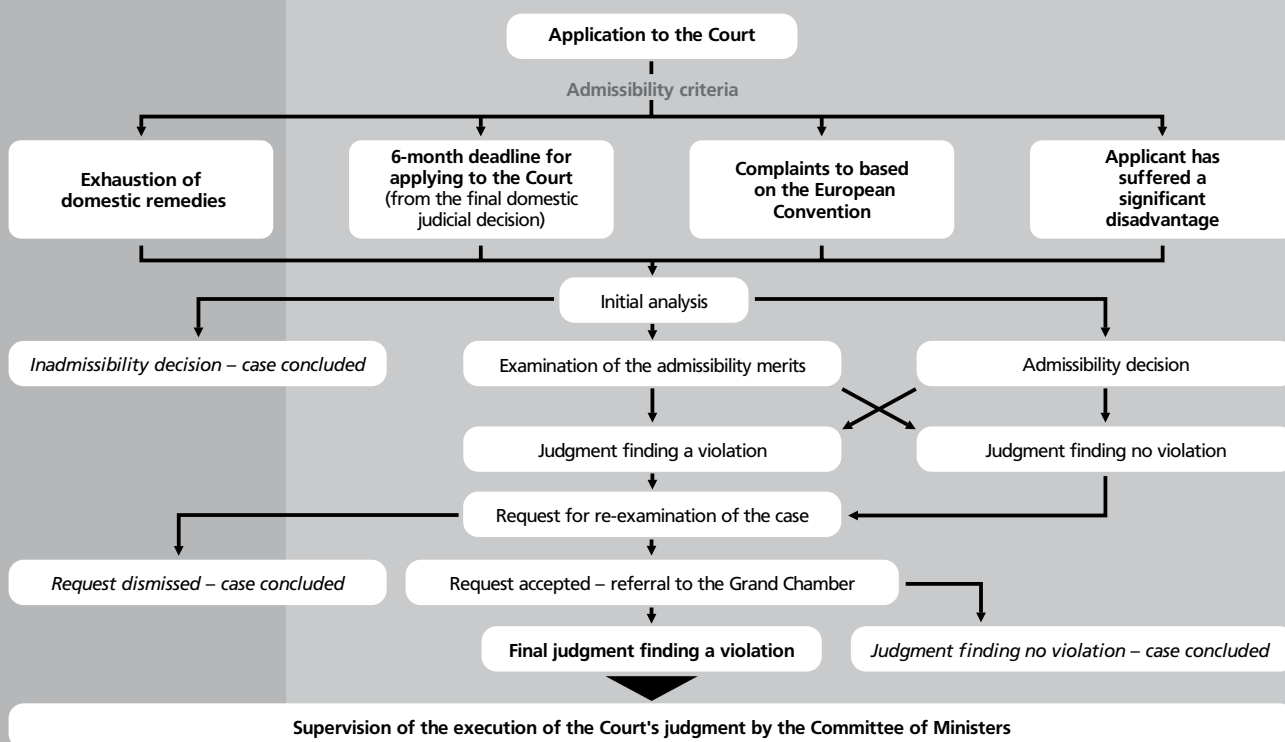 Application to the Court
Admissibility criteria
Exhaustion of
domestic remedies
6-month deadline for
applying to the Court
(from the final domestic
judicial decision)
Complaints to based
on the European
Convention
Applicant has
suffered a
significant
disadvantage
Initial analysis
Inadmissibility decision – case concluded
Examination of the admissibility merits
Admissibility decision
Judgment finding a violation
Judgment finding no violation
Request for re-examination of the case
Request dismissed – case concluded
Request accepted – referral to the Grand Chamber
Final judgment finding a violation
Judgment finding no violation – case concluded
Supervision of the execution of the Court's judgment by the Committee of Ministers